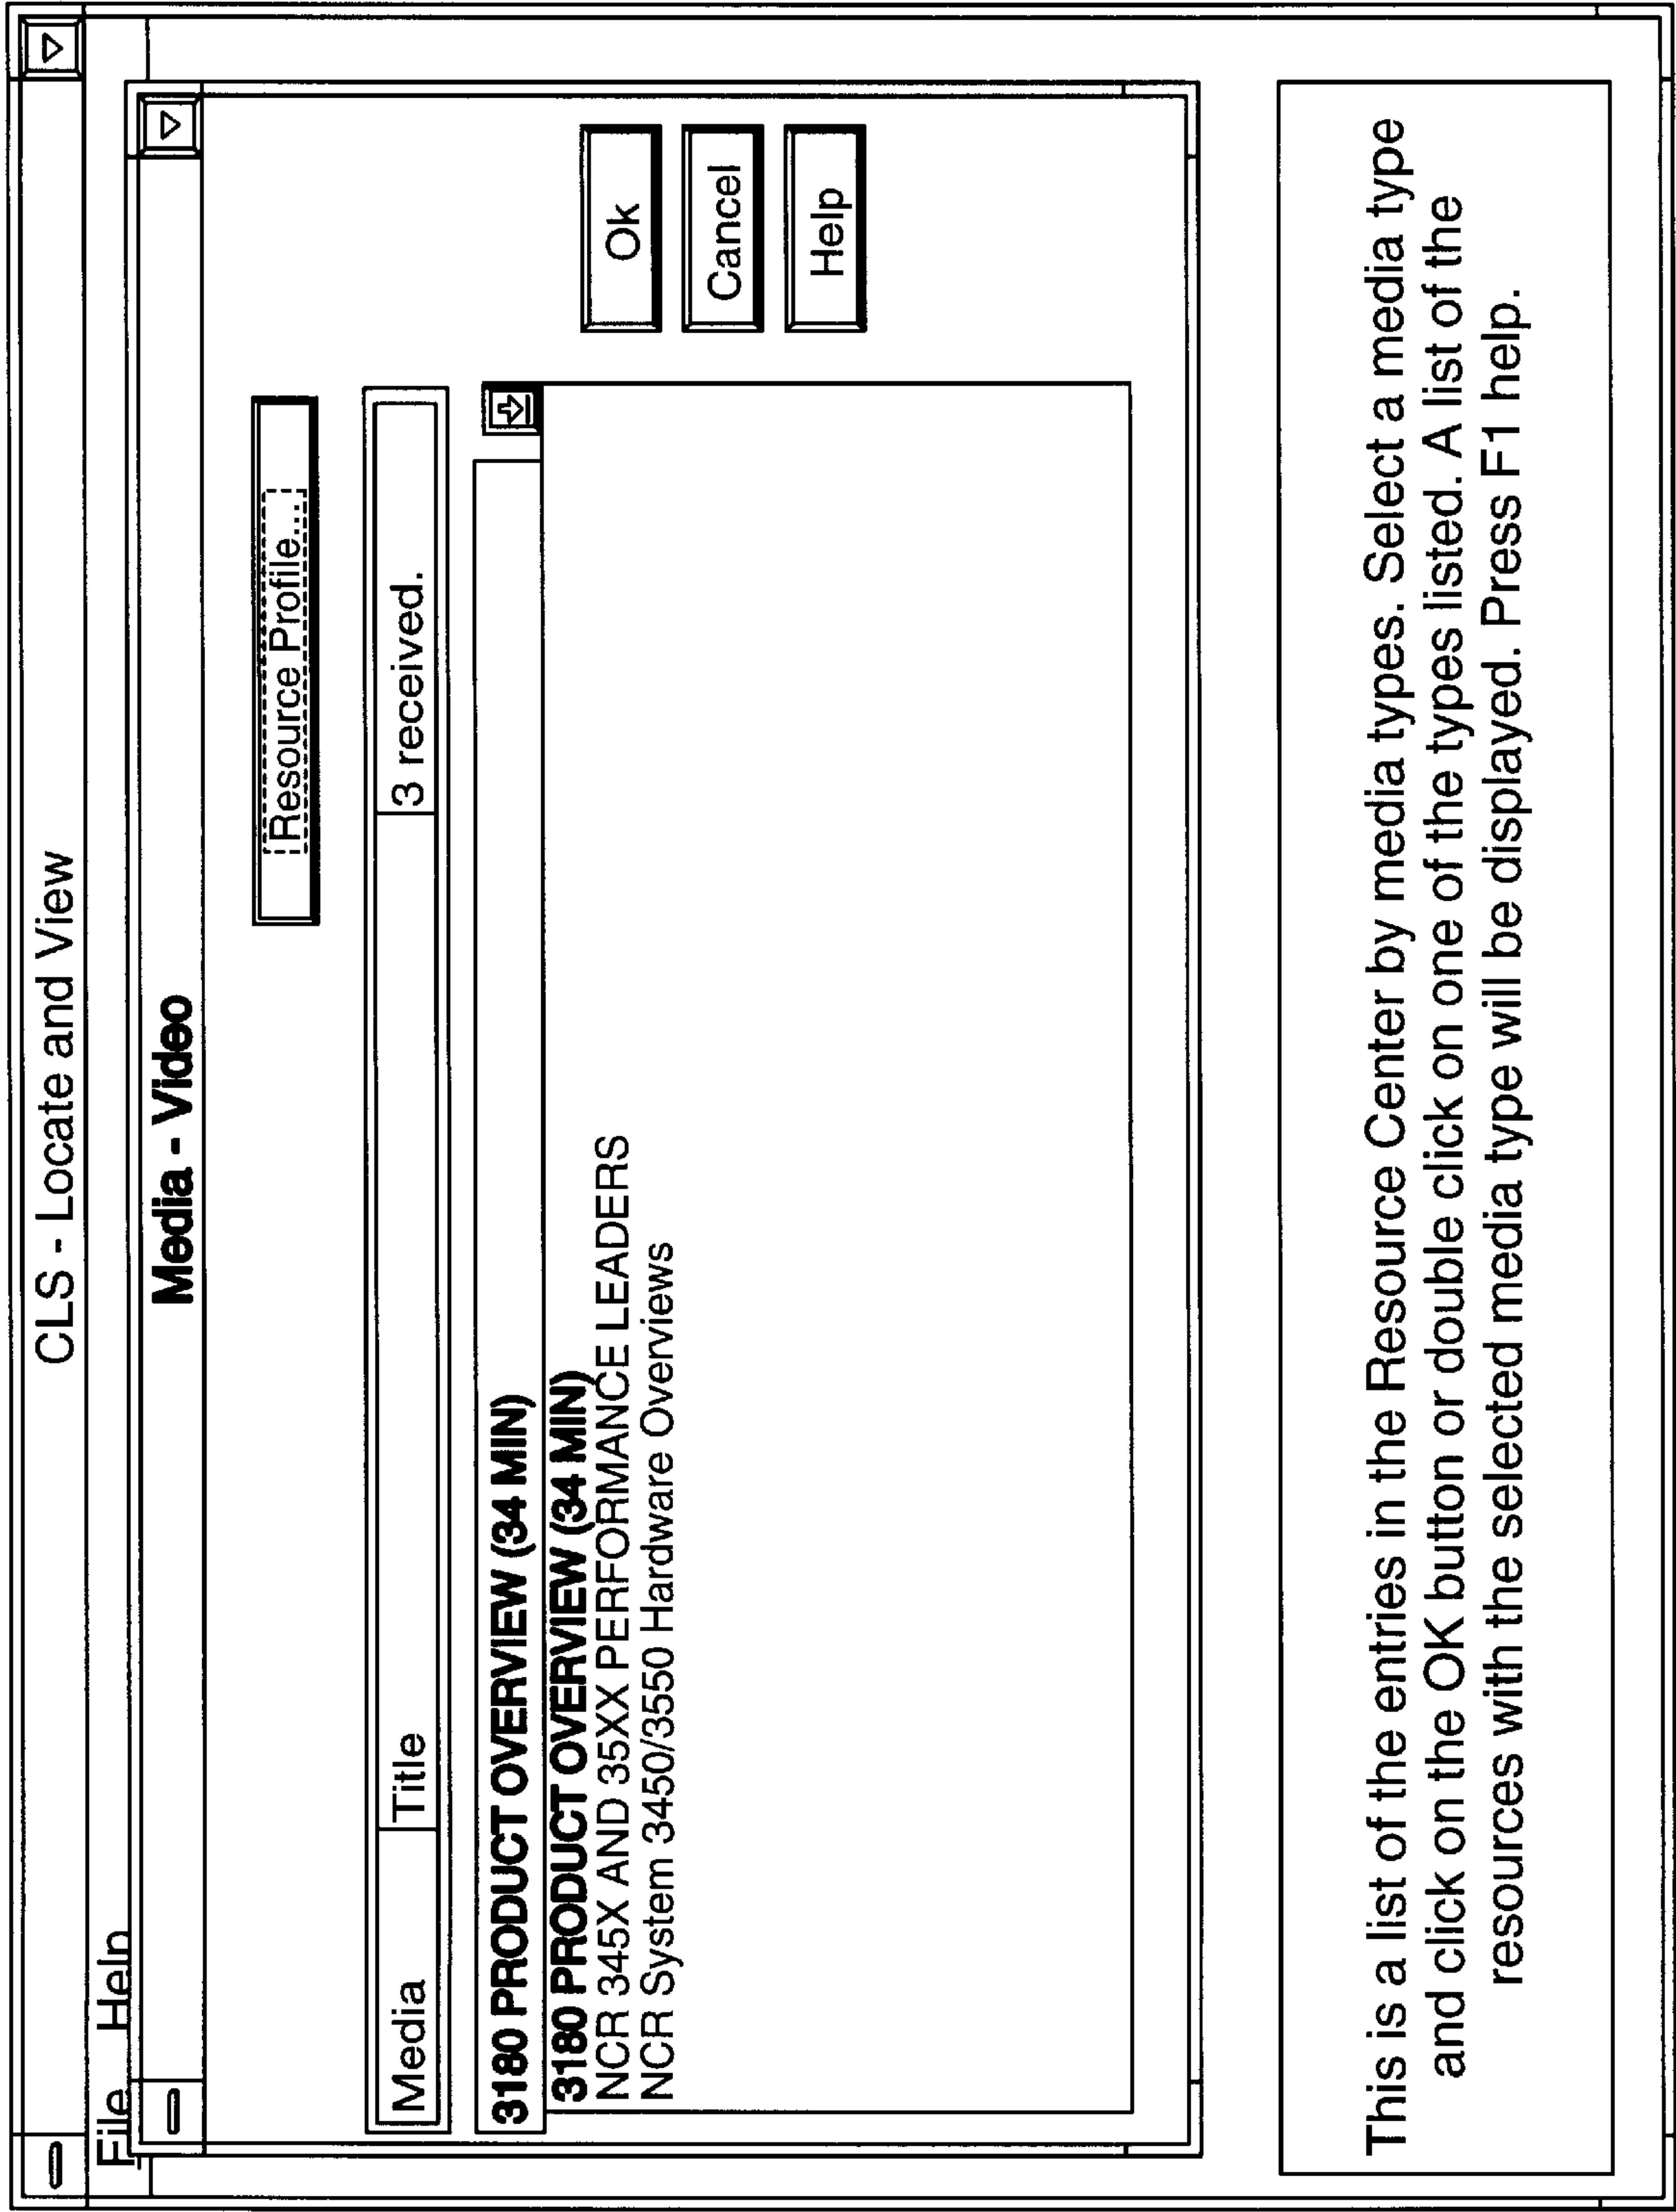 CLS - Locate and View
File Help
Media - Video
Resource Profile...
Media Title 3 received.
3180 PRODUCT OVERVIEW (34 MIN)
3180 PRODUCT OVERVIEW (34 MIN)
NCR 345X AND 35XX PERFORMANCE LEADERS
NCR System 3450/3550 Hardware Overviews
Ok
Cancel
Help
This is a list of the entries in the Resource Center by media types. Select a media type
and click on the OK button or double click on one of the types listed. A list of the
resources with the selected media type will be displayed. Press F1 help.